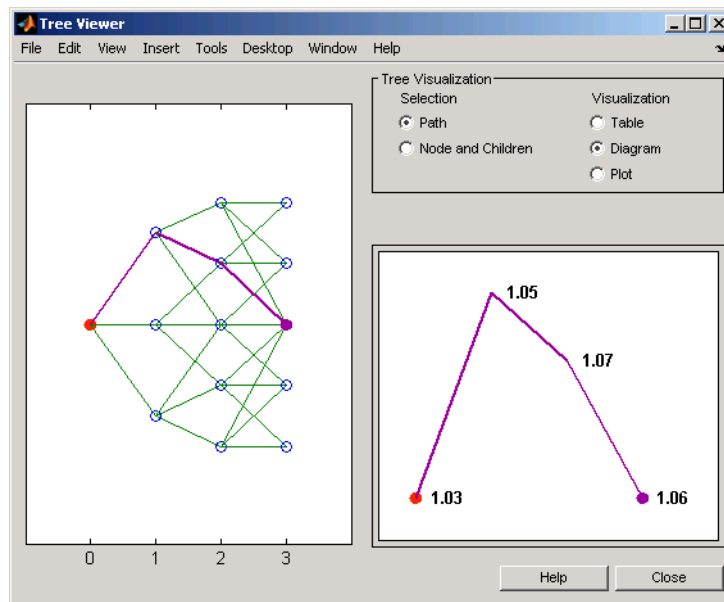 Tree Viewer
File Edit View Insert Tools Desktop Window Help
Tree Visualization
Selection Visualization
Path Table
Node and Children Diagram
Plot
1.05
1.07
1.03 1.06
0 1 2 3
Help Close